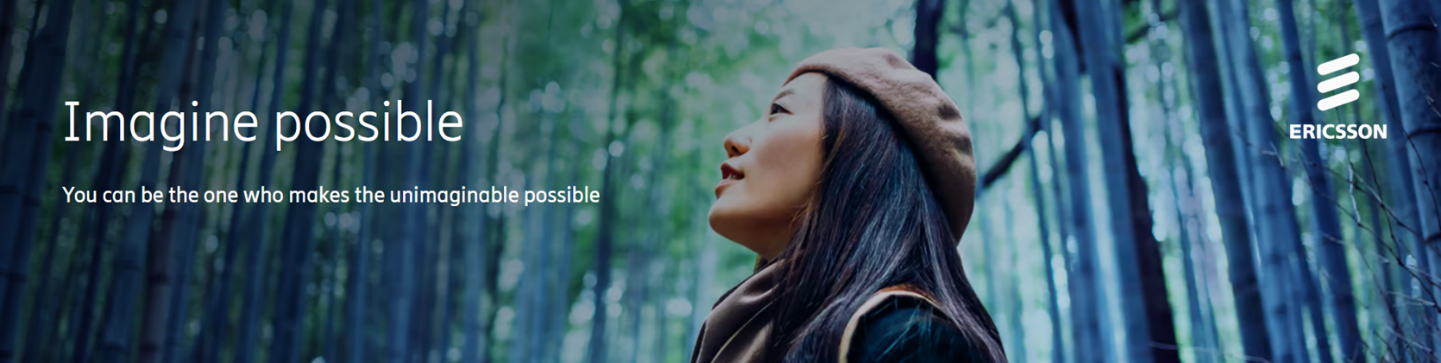 Imagine possible
You can be the one who makes the unimaginable possible
ERICSSON